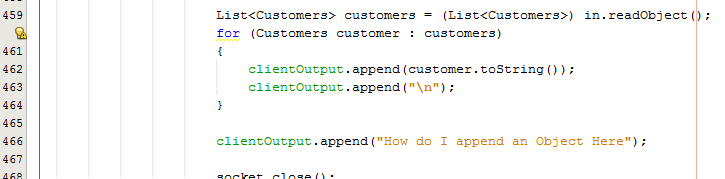 459 List<Customers> customers = (List<Customers>) in.readObject();
for (Customers customer : customers)
461 {
462 clientOutput.append(customer.toString());
463 clientOutput.append("\n");
464 }
465
466 clientOutput.append("How do I append an Object Here");
467
468 socket.close();